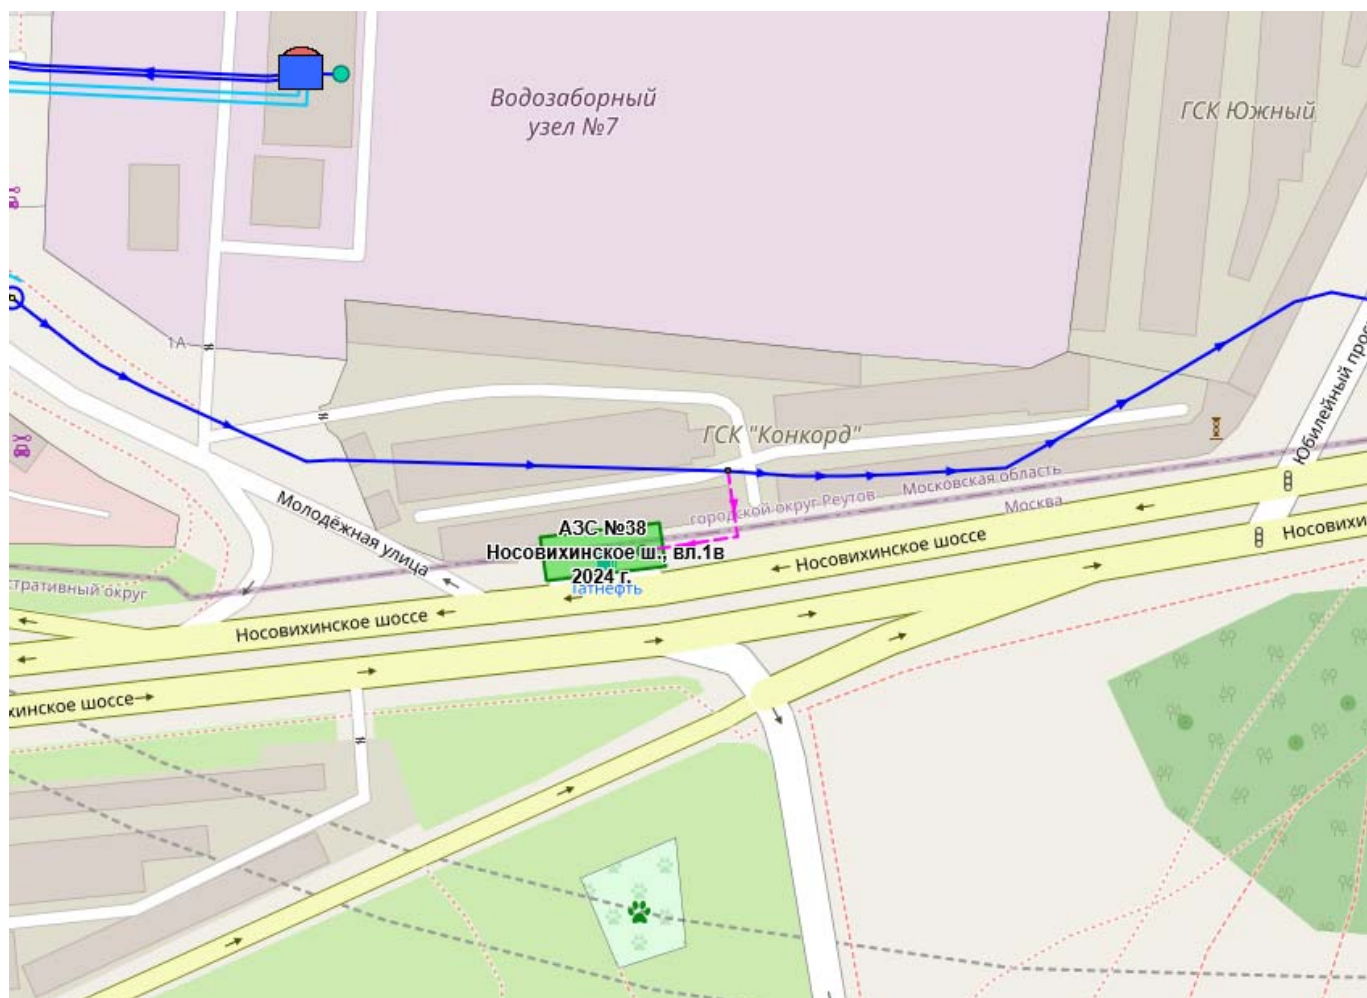 Водозаборный
узел №7
ГСК Южный
1А
ГСК "Конкорд"
Юбилейный прос
Московская область
городской округ Реутов
Москва
Молодёжная улица
АЗС №38
Носовихинское ш., вл.1в
2024 г.
Татнефть
Носовихинское шоссе
Носовихи
стративный округ
Носовихинское шоссе
хинское шоссе